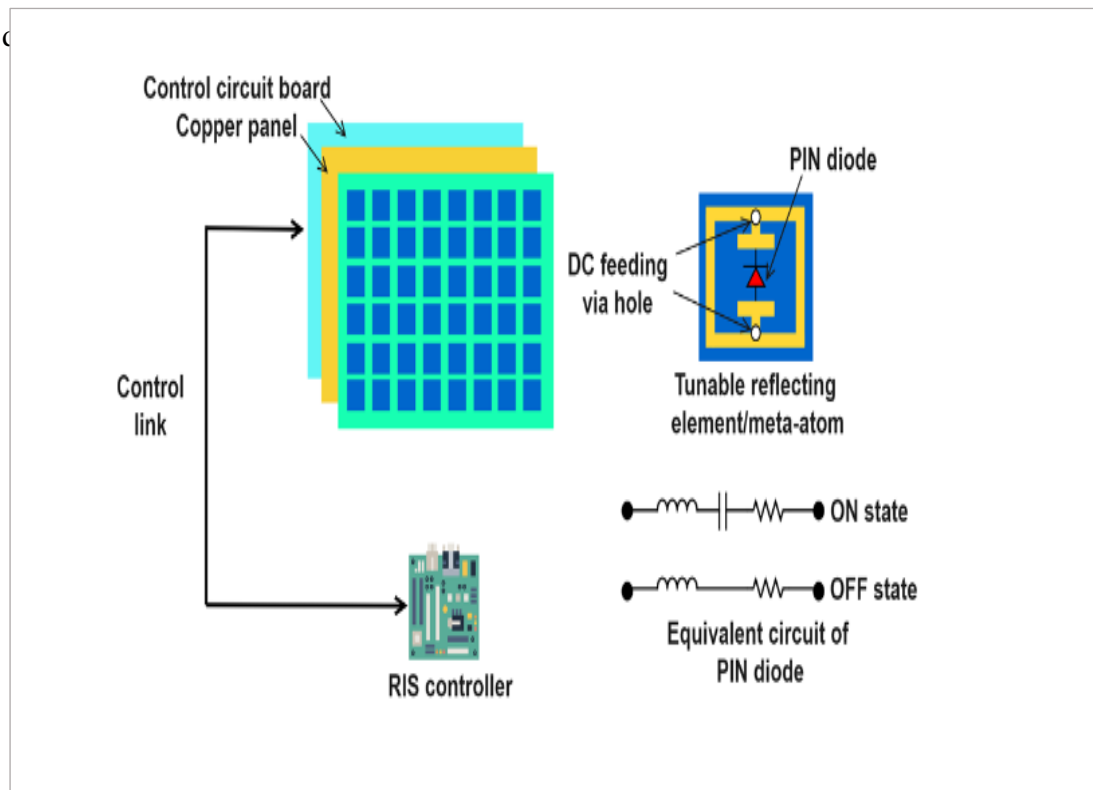 Control circuit board
Copper panel
PIN diode
DC feeding
via hole
Tunable reflecting
element/meta-atom
Control
link
ON state
OFF state
Equivalent circuit of
PIN diode
RIS controller